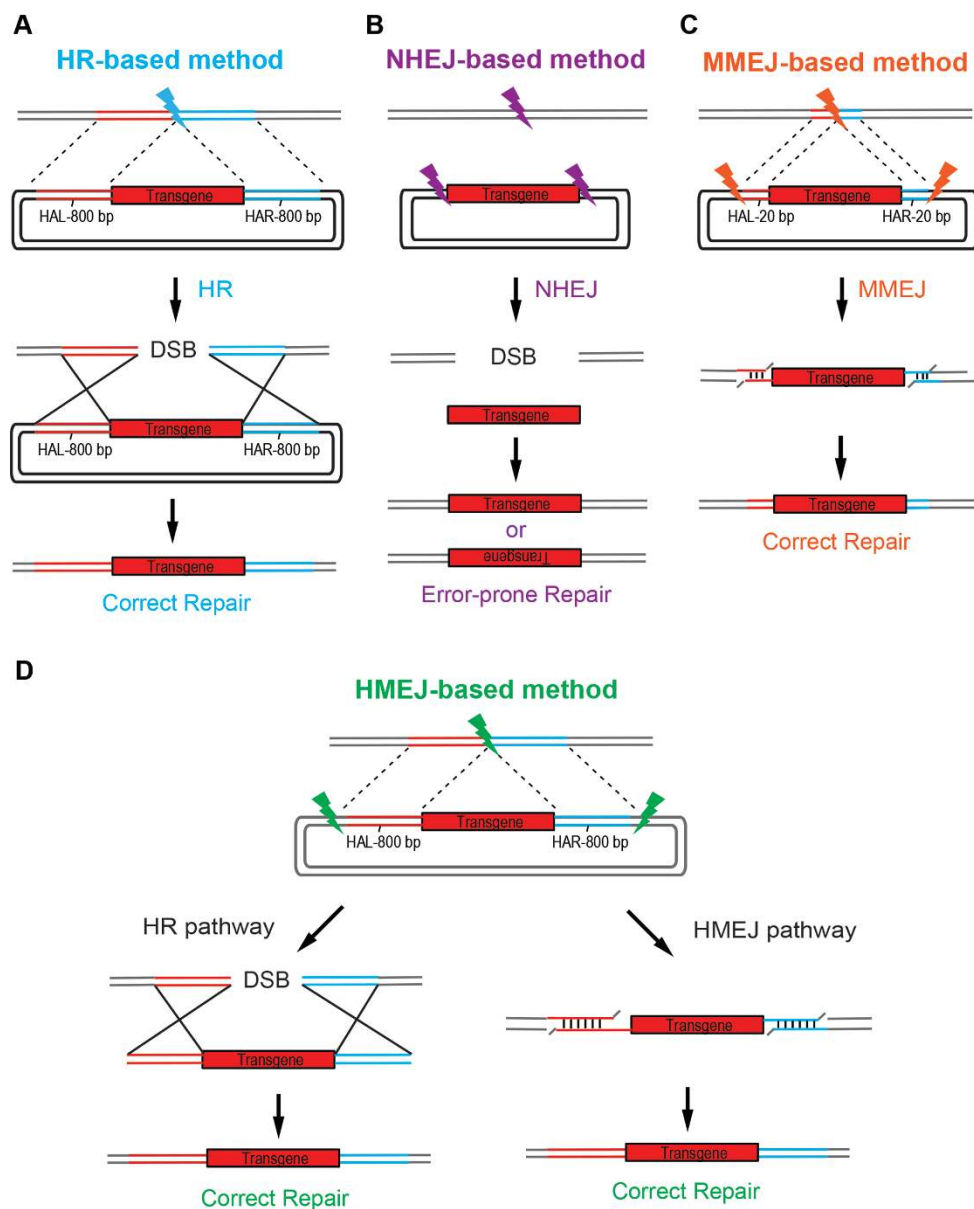 A
HR-based method
Transgene
HAL-800 bp
HAR-800 bp
HR
DSB
Transgene
HAL-800 bp
HAR-800 bp
Transgene
Correct Repair
B
NHEJ-based method
Transgene
NHEJ
DSB
Transgene
Transgene
or
Transgene
Error-prone Repair
C
MMEJ-based method
Transgene
HAL-20 bp
HAR-20 bp
MMEJ
Transgene
Transgene
Correct Repair
D
HMEJ-based method
Transgene
HAL-800 bp
HAR-800 bp
HR pathway
DSB
Transgene
Transgene
Correct Repair
HMEJ pathway
Transgene
Transgene
Correct Repair